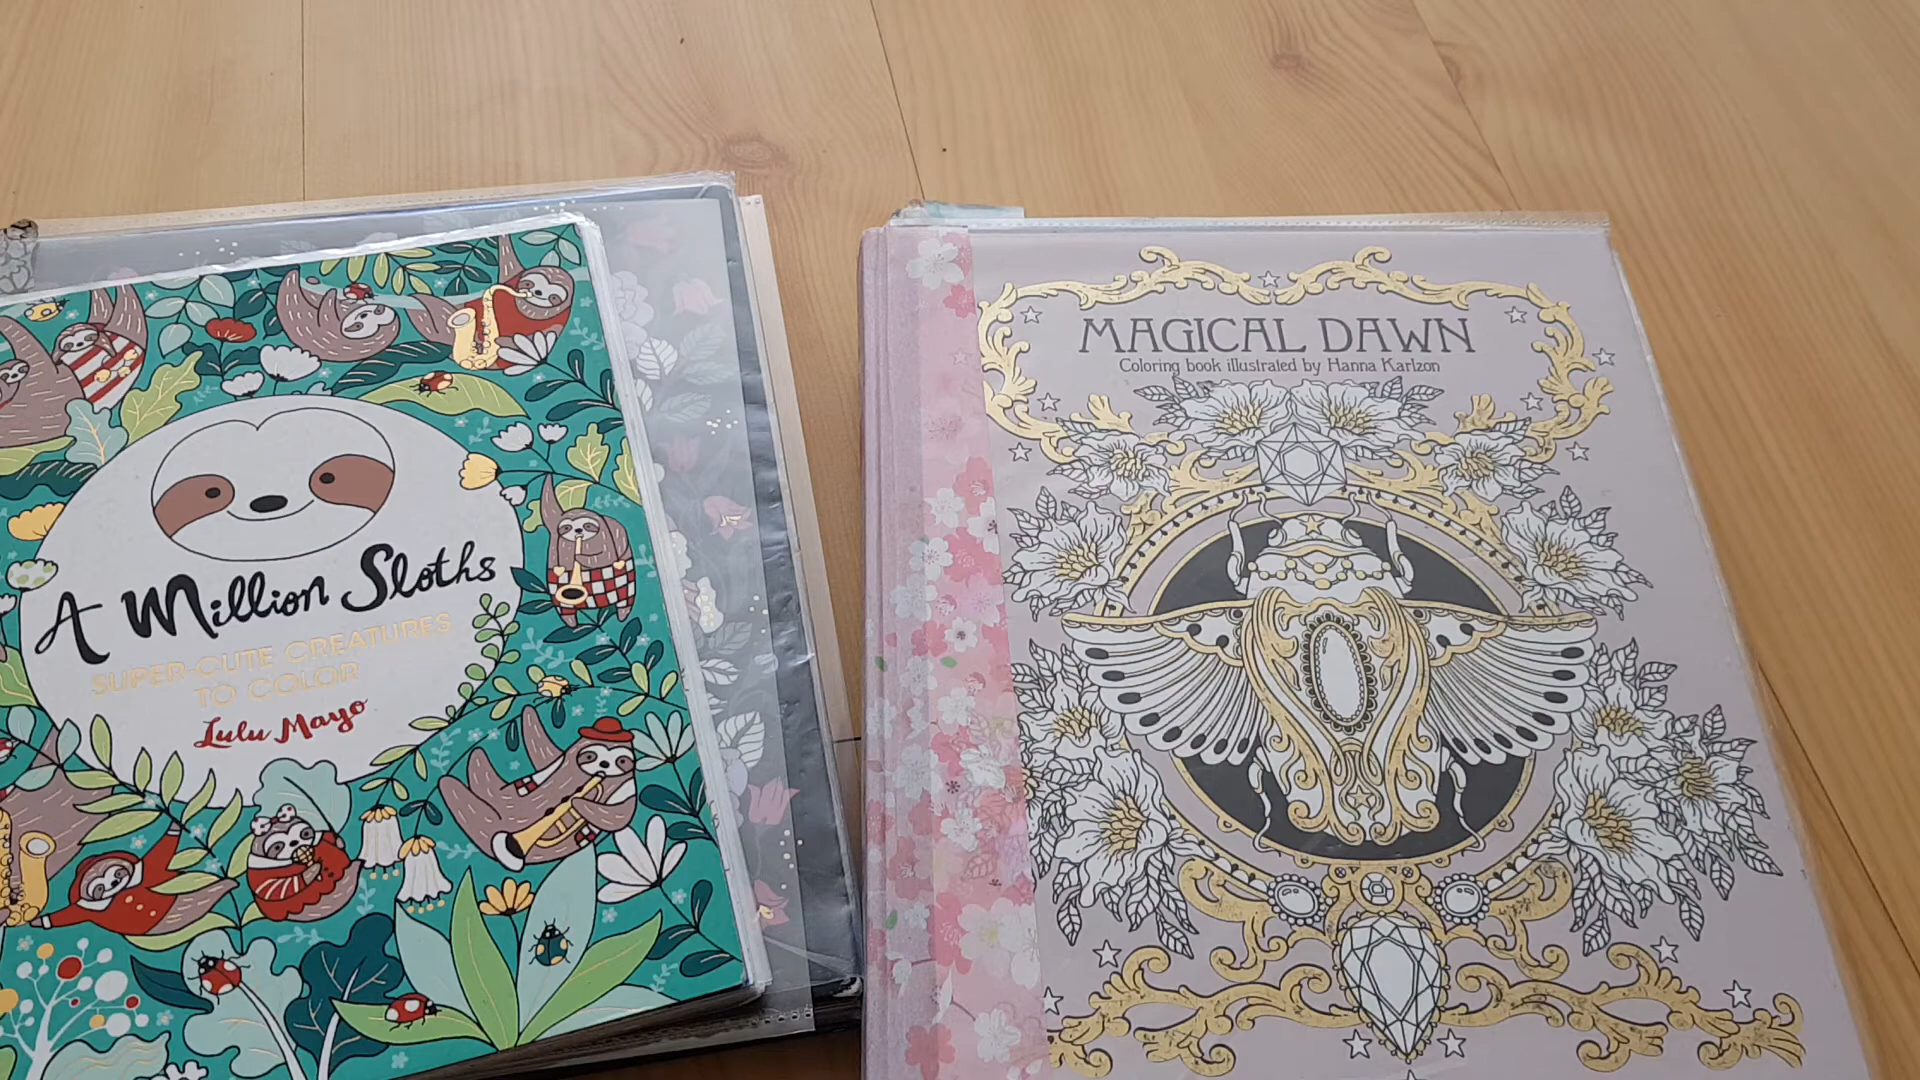 A Million Sloths
SUPER-CUTE CREATURES
TO COLOR
Lulu Mayo
MAGICAL DAWN
Coloring book illustrated by Hanna Karlzon